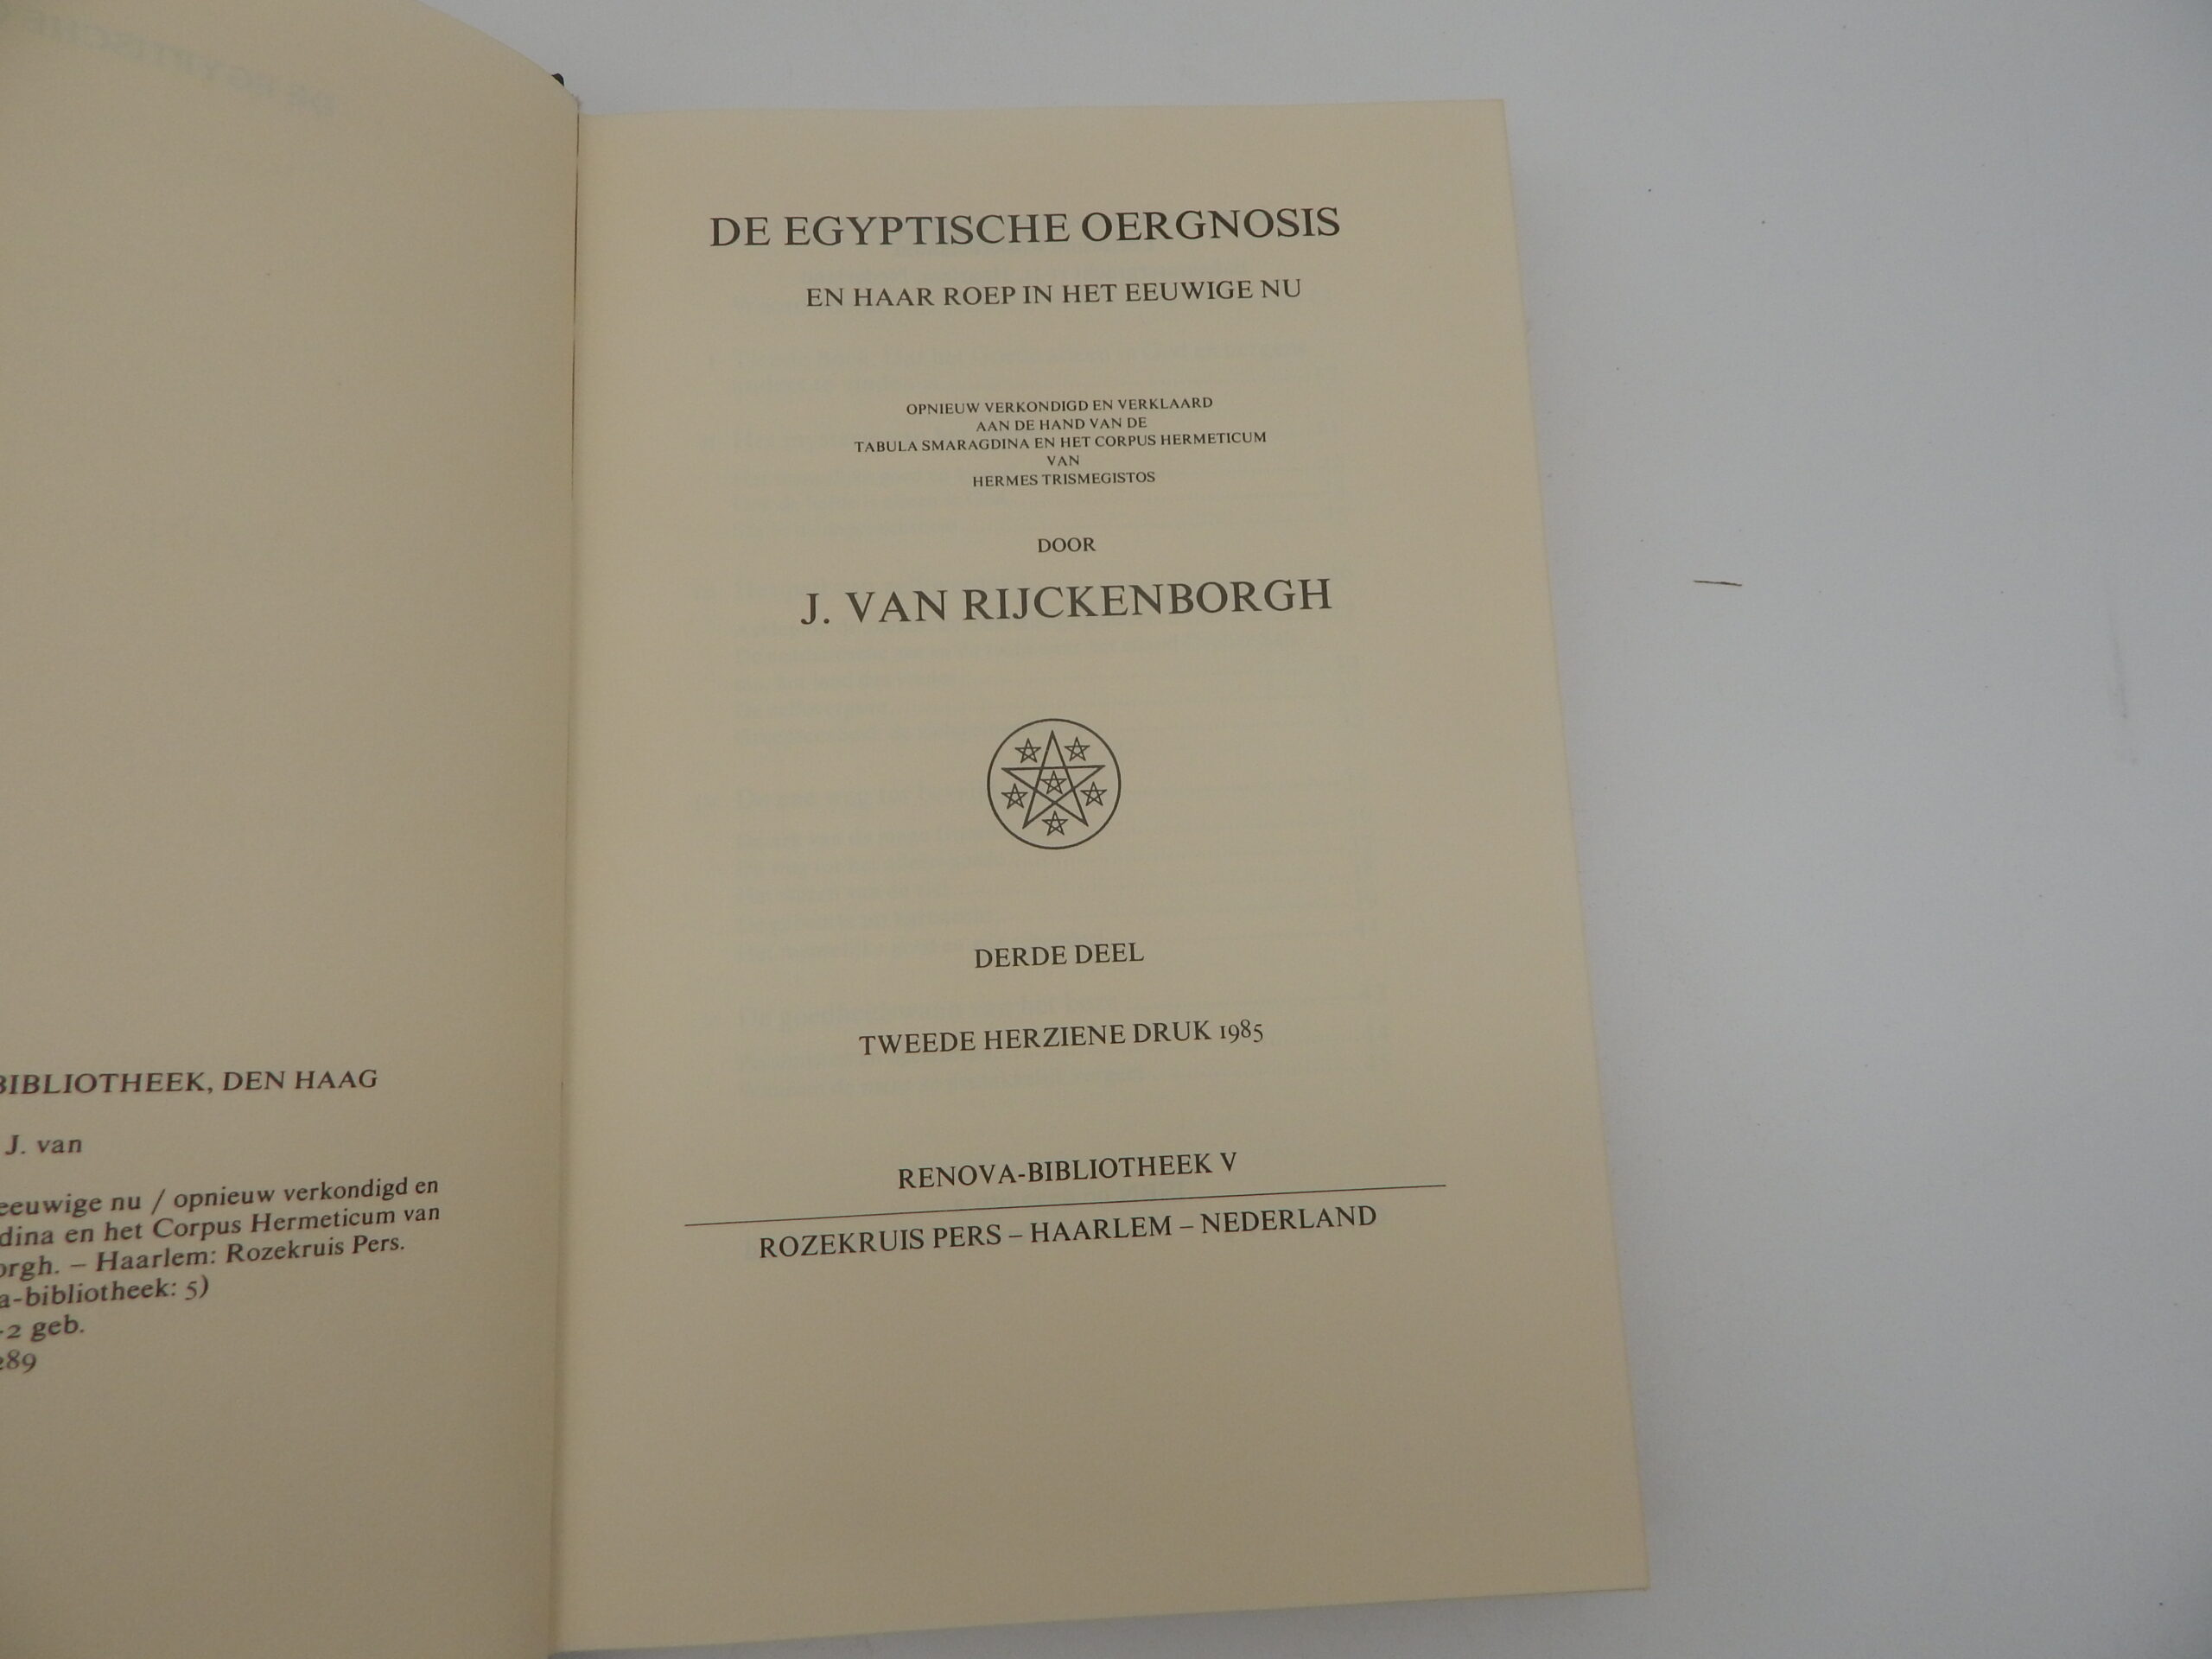 BIBLIOTHEEK, DEN HAAG
J. van
eeuwige nu / opnieuw verkondigd en
dina en het Corpus Hermeticum van
orgh. – Haarlem: Rozekruis Pers.
a-bibliotheek: 5)
-2 geb.
289
DE EGYPTISCHE OERGNOSIS
EN HAAR ROEP IN HET EEUWIGE NU
OPNIEUW VERKONDIGD EN VERKLAARD
AAN DE HAND VAN DE
TABULA SMARAGDINA EN HET CORPUS HERMETICUM
VAN
HERMES TRISMEGISTOS
DOOR
J. VAN RIJCKENBORGH
DERDE DEEL
TWEEDE HERZIENE DRUK 1985
RENOVA-BIBLIOTHEEK V
ROZEKRUIS PERS – HAARLEM – NEDERLAND